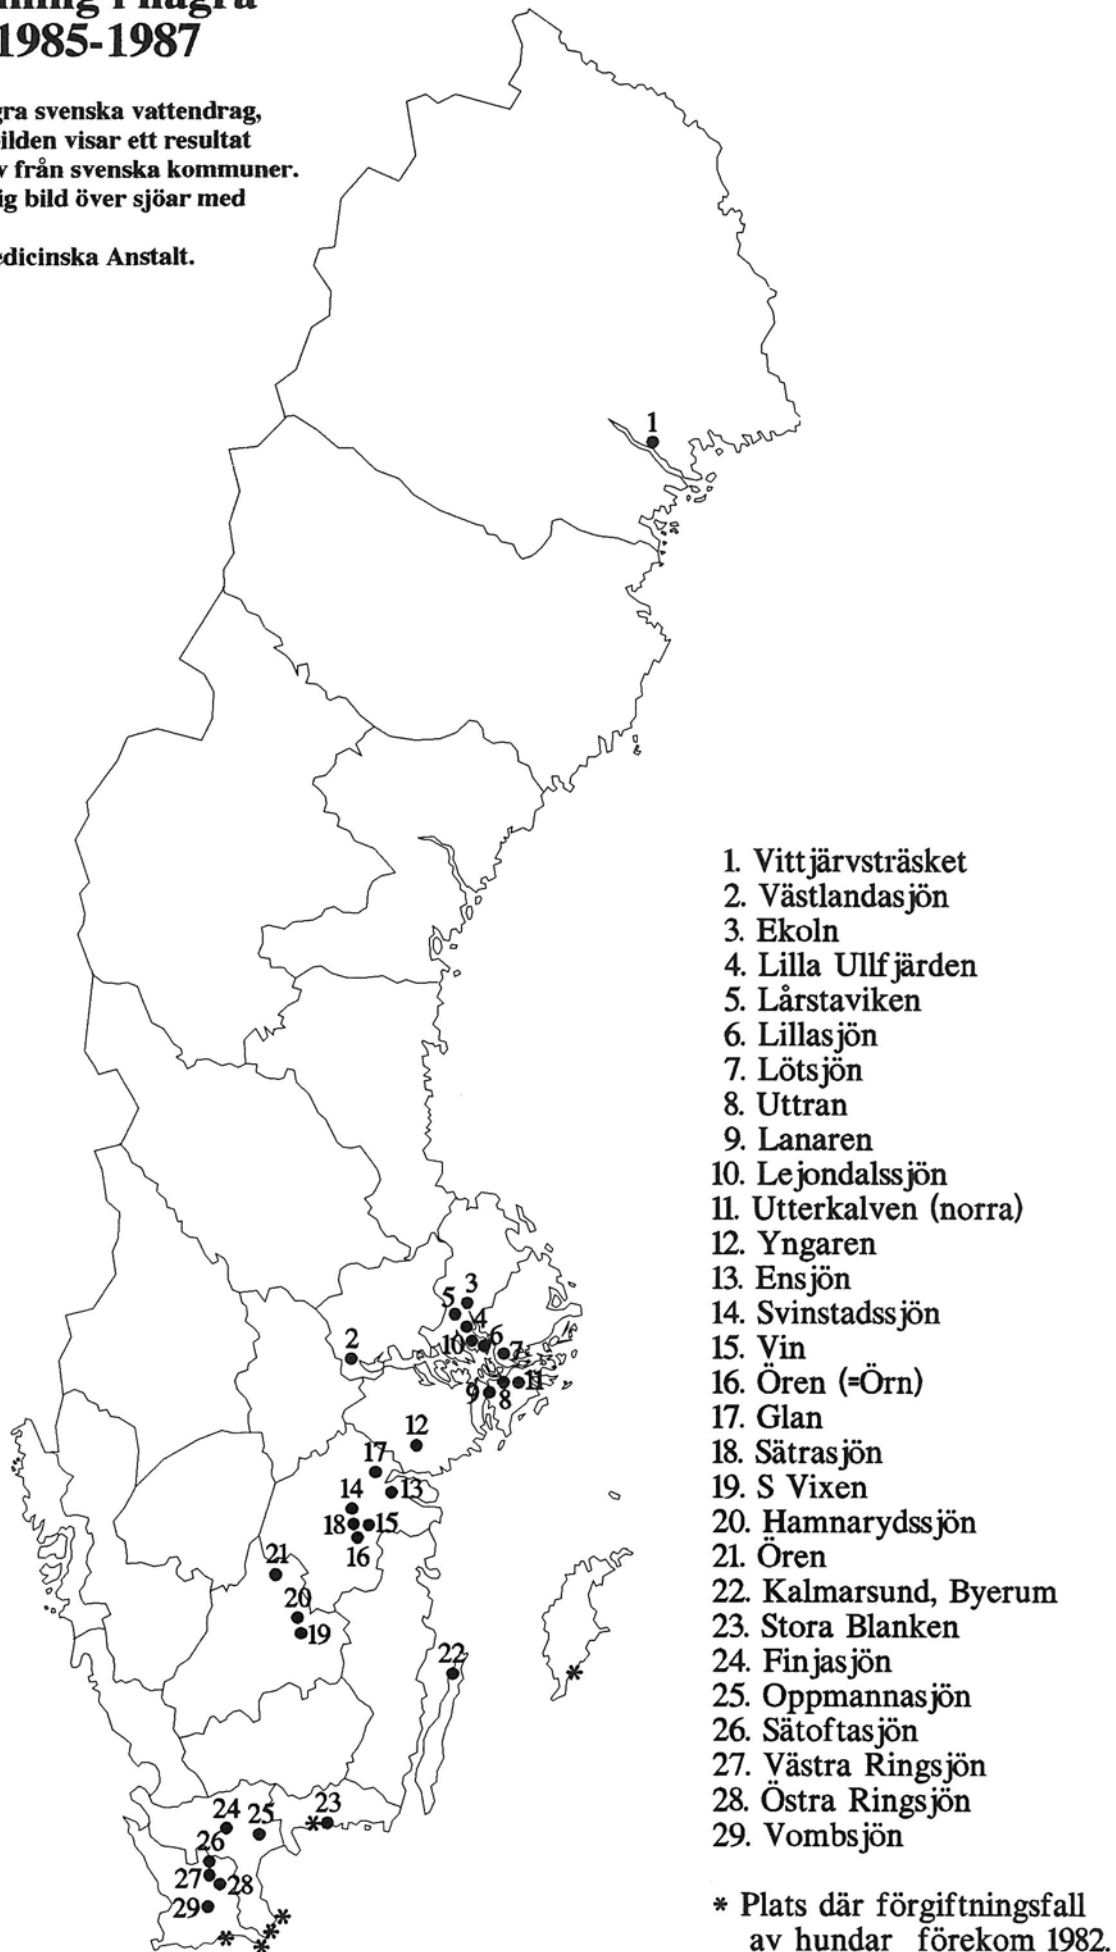 1985-1987
svenska vattendrag,
visar ett resultat
från svenska kommuner.
bild över sjöar med
Anstalt.
1
3
5
4
10
6
7
2
9
8
11
12
17
13
14
18
15
16
21
20
19
22
23
24
25
26
27
28
29
*
*
*
*
*
*
1. Vittjärvsträsket
2. Västlandasjön
3. Ekoln
4. Lilla Ullfjärden
5. Lårstaviken
6. Lillasjön
7. Lötsjön
8. Uttran
9. Lanaren
10. Lejondalssjön
11. Utterkalven (norra)
12. Yngaren
13. Ensjön
14. Svinstadssjön
15. Vin
16. Ören (=Örn)
17. Glan
18. Sätrasjön
19. S Vixen
20. Hamnarydssjön
21. Ören
22. Kalmarsund, Byerum
23. Stora Blanken
24. Finjasjön
25. Oppmannasjön
26. Sätoftasjön
27. Västra Ringsjön
28. Östra Ringsjön
29. Vombsjön
* Plats där förgiftningsfall
av hundar förekom 1982.